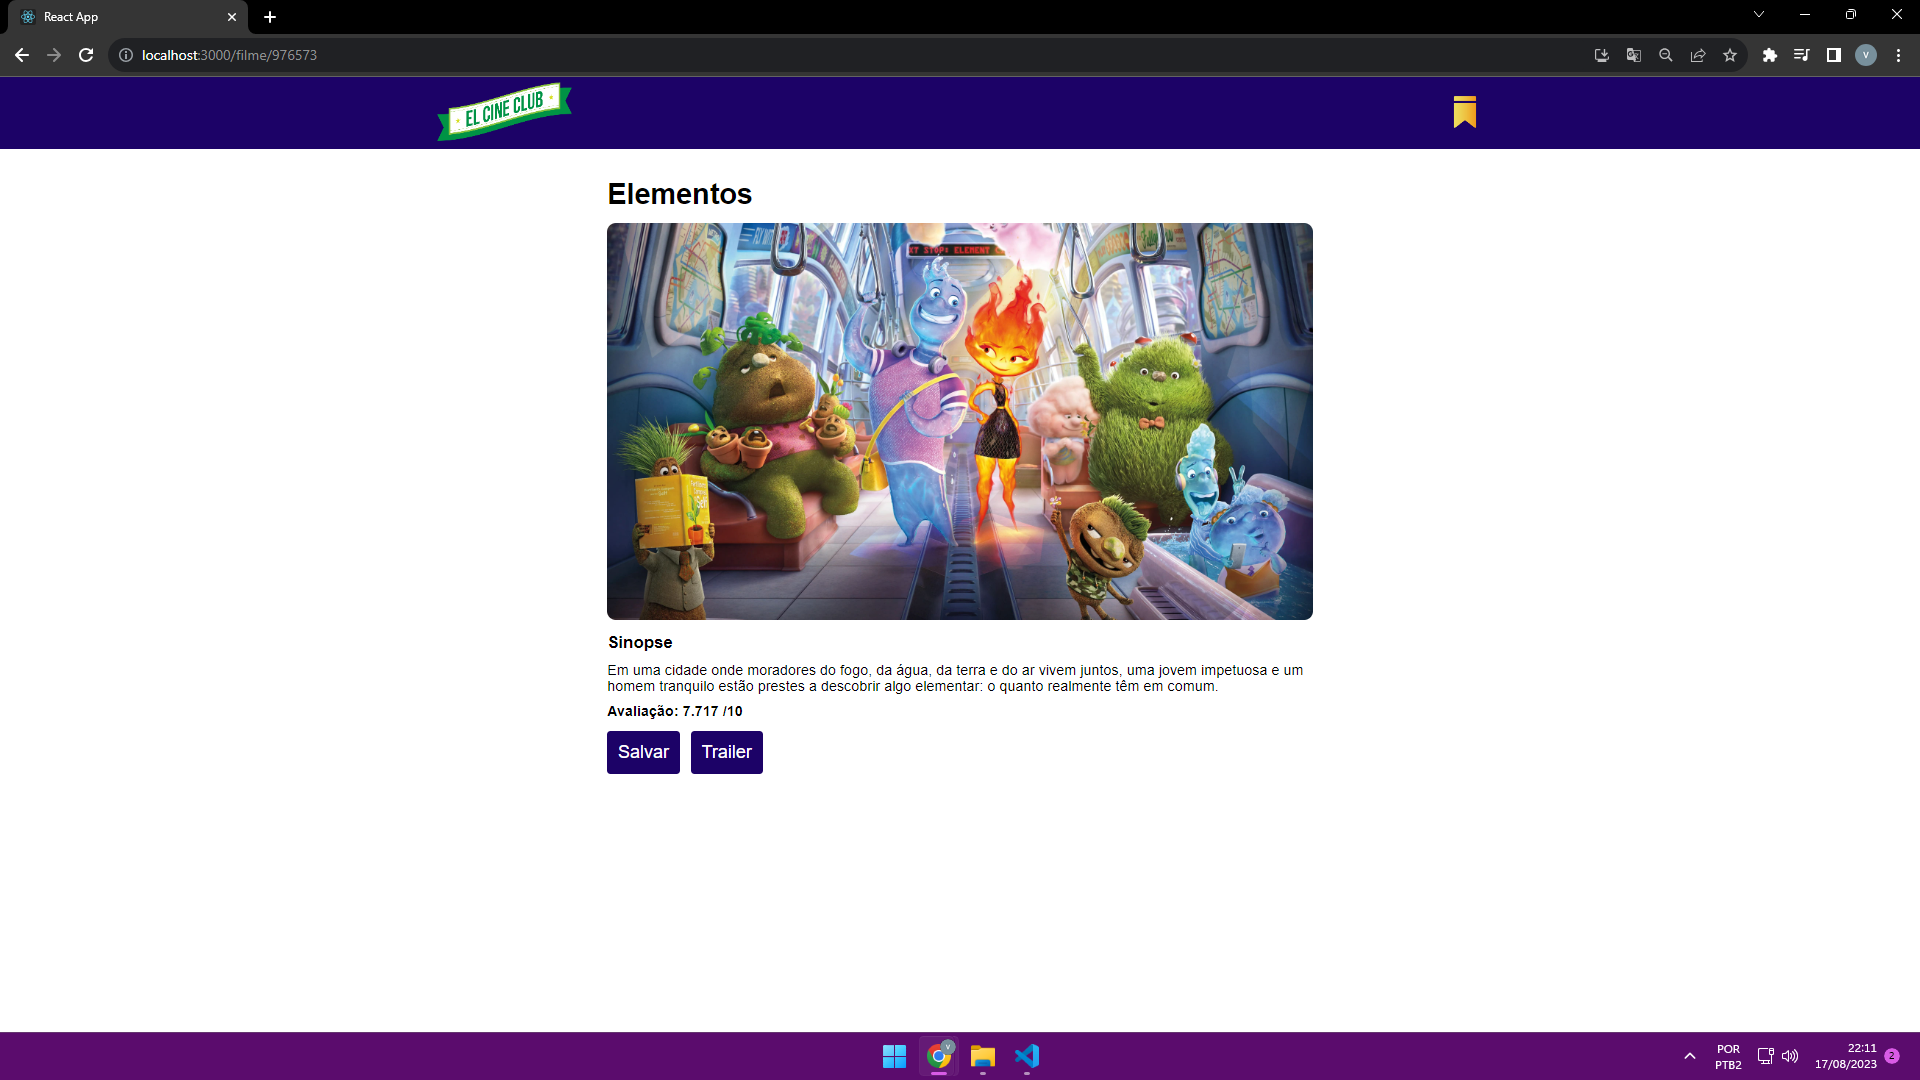 React App
localhost:3000/filme/976573
V
EL CINE CLUB
Elementos
XT STOP: ELEMENT
Sinopse
Em uma cidade onde moradores do fogo, da água, da terra e do ar vivem juntos, uma jovem impetuosa e um
homem tranquilo estão prestes a descobrir algo elementar: o quanto realmente têm em comum.
Avaliação: 7.717 /10
Salvar Trailer
V
POR
PTB2
22:11
17/08/2023
2